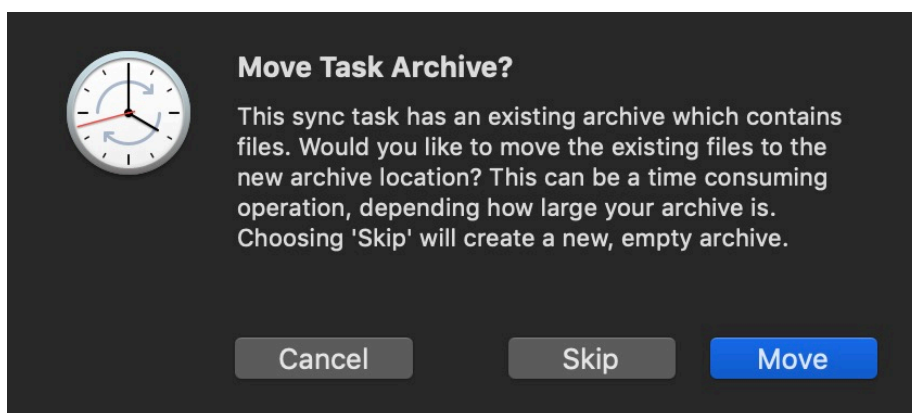 Move Task Archive?
This sync task has an existing archive which contains
files. Would you like to move the existing files to the
new archive location? This can be a time consuming
operation, depending how large your archive is.
Choosing 'Skip' will create a new, empty archive.
Cancel
Skip
Move